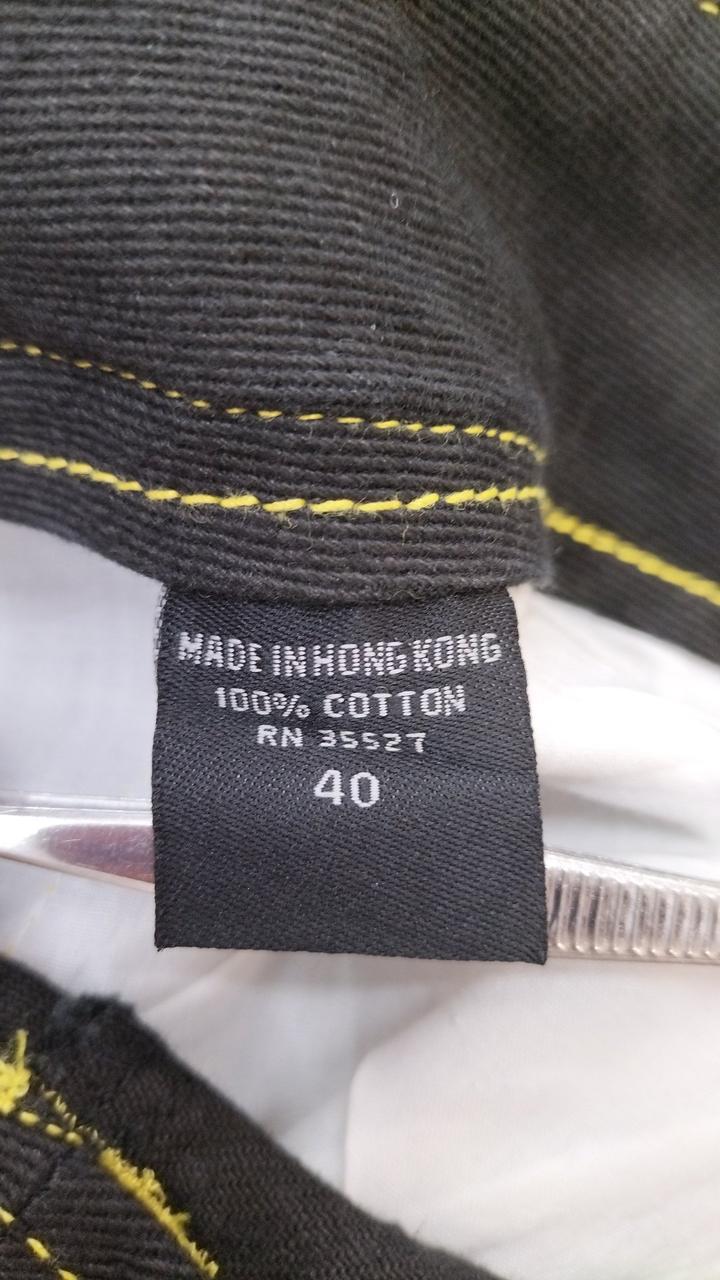 MADE IN HONG KONG
100% COTTON
RN 35527
40